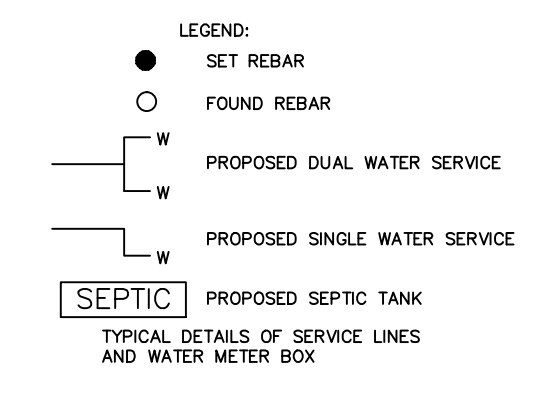 LEGEND:
SET REBAR
FOUND REBAR
W
PROPOSED DUAL WATER SERVICE
W
PROPOSED SINGLE WATER SERVICE
W
SEPTIC PROPOSED SEPTIC TANK
TYPICAL DETAILS OF SERVICE LINES
AND WATER METER BOX